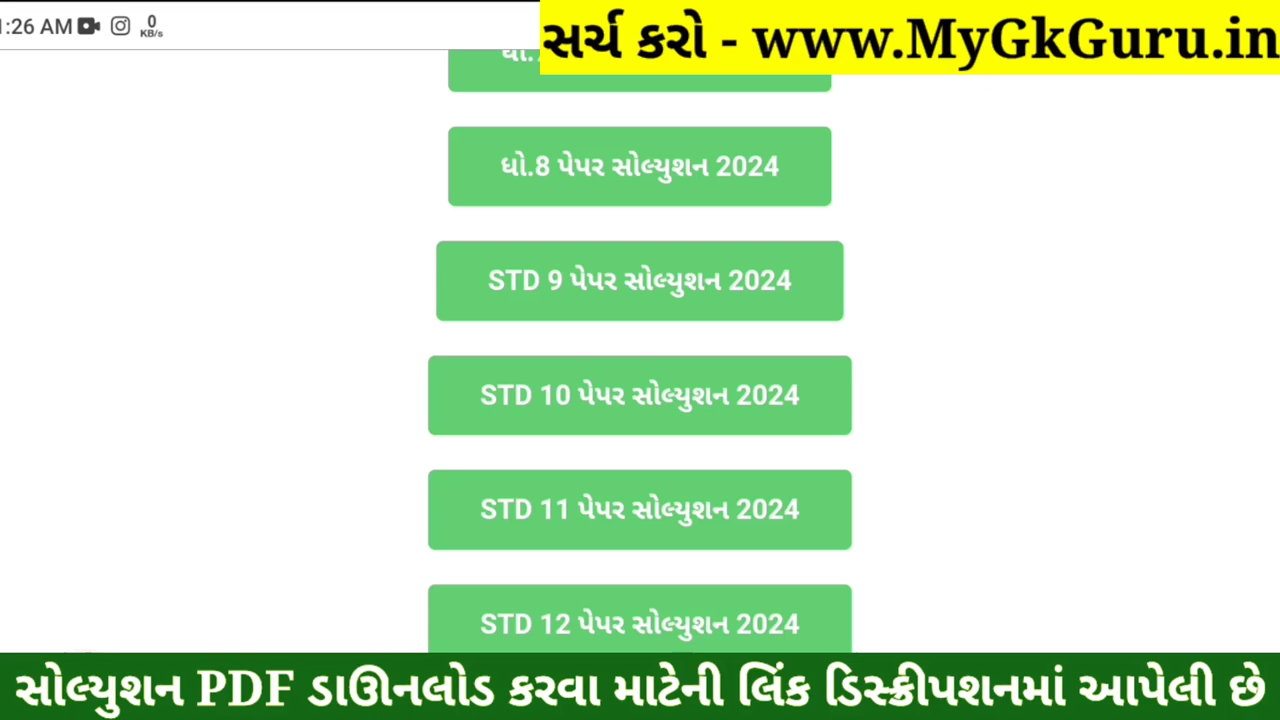 1:26 AM 0 KB/s
સર્ચ કરો - www.MyGkGuru.in
ધો.8 પેપર સોલ્યુશન 2024
STD 9 પેપર સોલ્યુશન 2024
STD 10 પેપર સોલ્યુશન 2024
STD 11 પેપર સોલ્યુશન 2024
STD 12 પેપર સોલ્યુશન 2024
સોલ્યુશન PDF ડાઊનલોડ કરવા માટેની લિંક ડિસ્ક્રીપશનમાં આપેલી છે